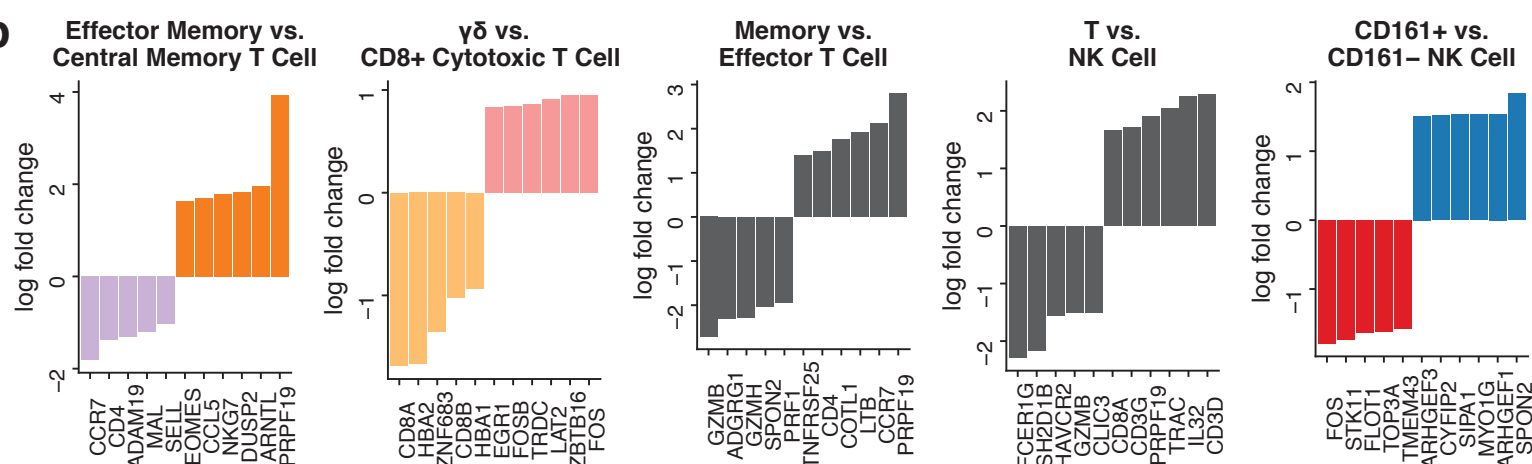 b
Effector Memory vs.
Central Memory T Cell
log fold change
4
2
0
−2
CCR7
CD4
ADAM19
MAL
SELL
EOMES
CCL5
NKG7
DUSP2
ARNTL
PRPF19
γδ vs.
CD8+ Cytotoxic T Cell
log fold change
1
0
−1
CD8A
HBA2
ZNF683
CD8B
HBA1
EGR1
FOSB
TRDC
LAT2
ZBTB16
FOS
Memory vs.
Effector T Cell
log fold change
3
2
1
0
−1
−2
GZMB
ADGRG1
GZMH
SPON2
PRF1
TNFRSF25
CD4
COTL1
LTB
CCR7
PRPF19
T vs.
NK Cell
log fold change
2
1
0
−1
−2
FCER1G
SH2D1B
HAVCR2
GZMB
CLIC3
CD8A
CD3G
PRPF19
TRAC
IL32
CD3D
CD161+ vs.
CD161− NK Cell
log fold change
2
1
0
−1
FOS
STK11
FLOT1
TOP3A
TMEM43
ARHGEF3
CYFIP2
SIPA1
MYO1G
ARHGEF1
SPON2